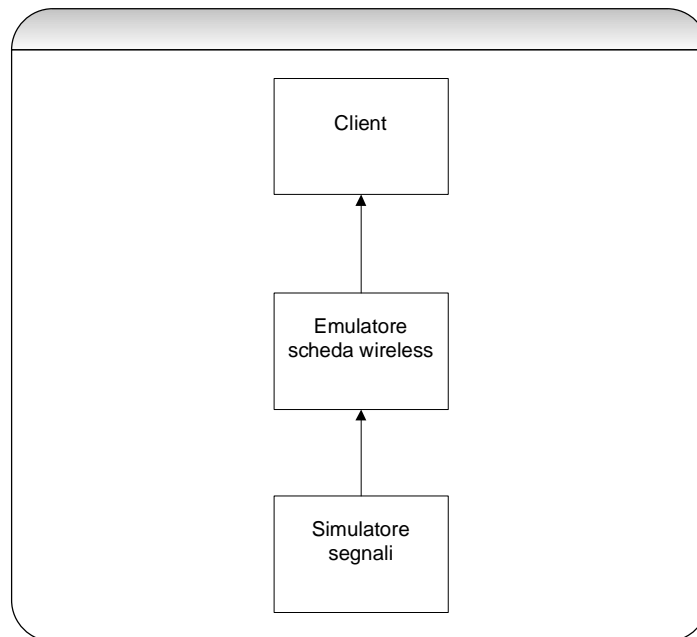 Client
Emulatore
scheda wireless
Simulatore
segnali